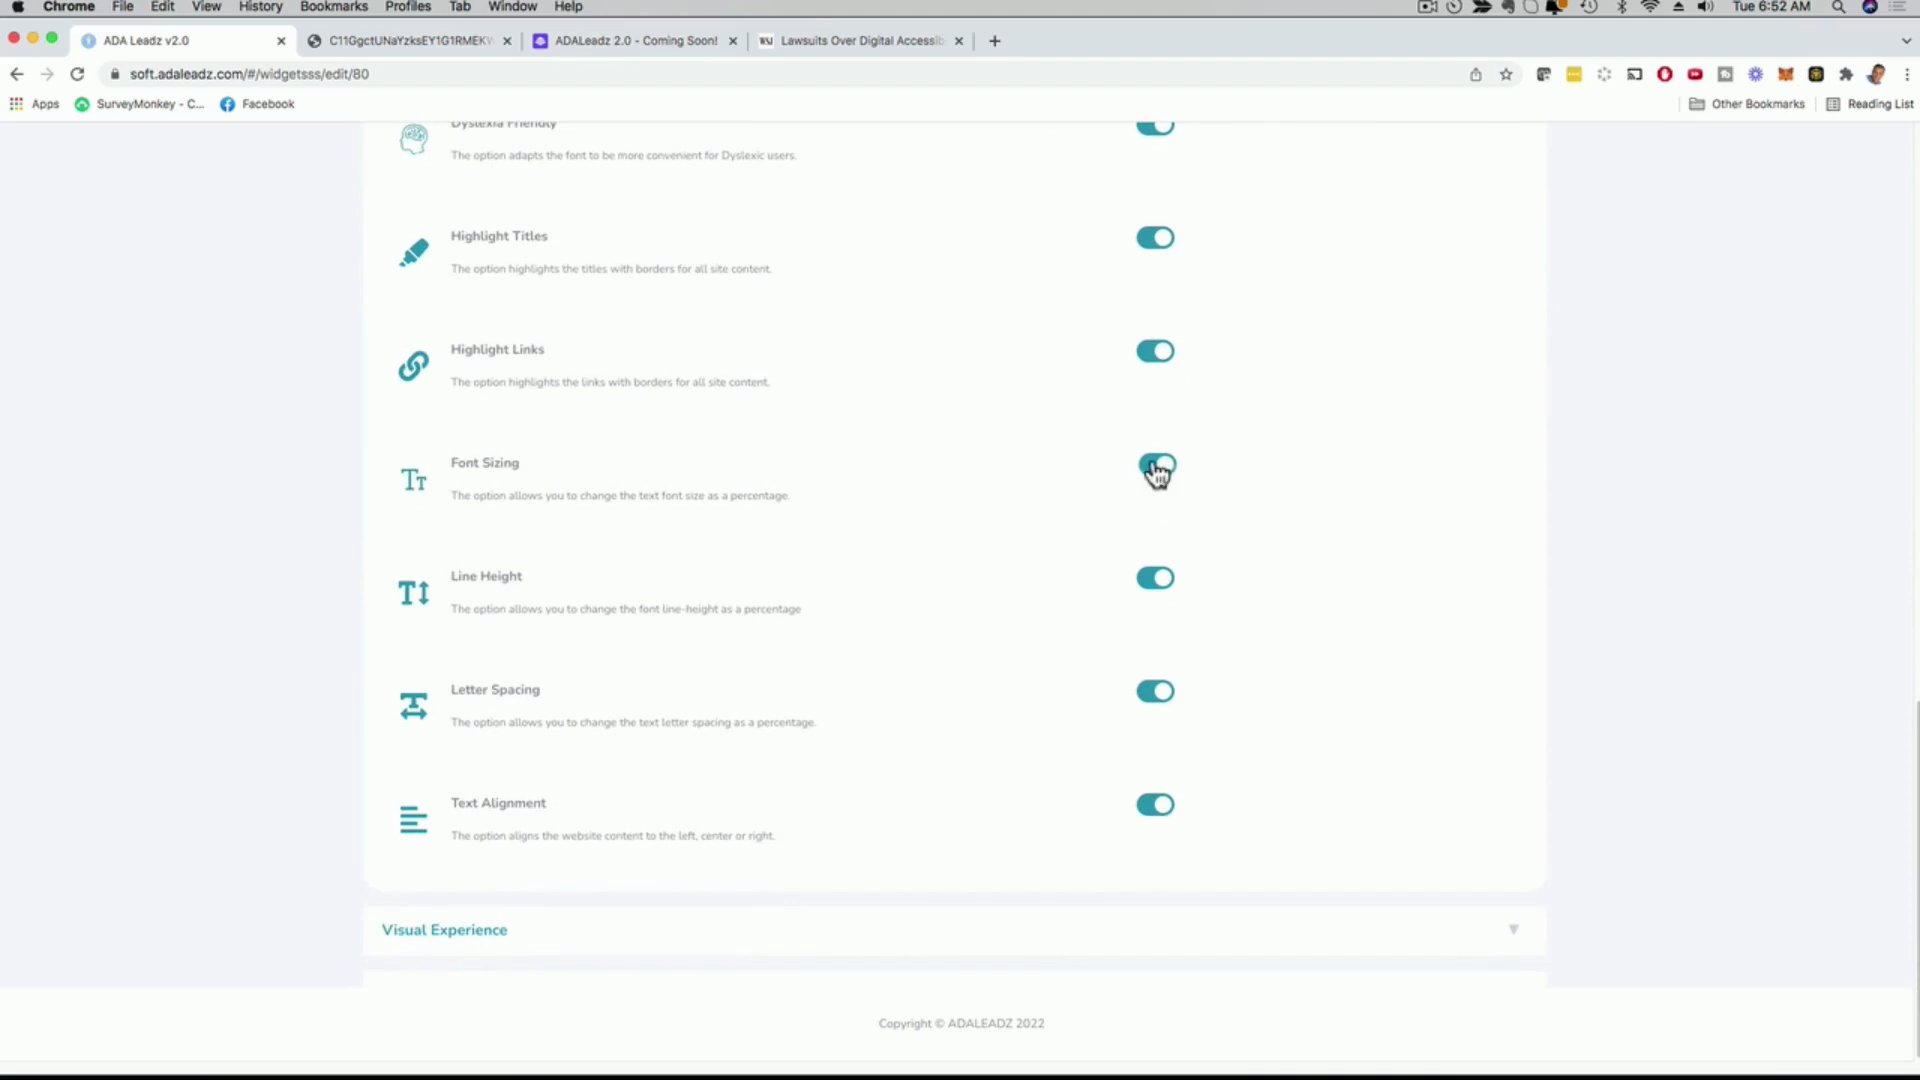 Chrome File Edit View History Bookmarks Profiles Tab Window Help Tue 6:52 AM
ADA Leadz v2.0 C11GgctUNaYzksEY1G1RMEKV ADALeadz 2.0 - Coming Soon! WSJ Lawsuits Over Digital Accessib
soft.adaleadz.com/#/widgetsss/edit/80
Apps SurveyMonkey - C... Facebook Other Bookmarks Reading List
Dyslexia Friendly
The option adapts the font to be more convenient for Dyslexic users.
Highlight Titles
The option highlights the titles with borders for all site content.
Highlight Links
The option highlights the links with borders for all site content.
Font Sizing
The option allows you to change the text font size as a percentage.
Line Height
The option allows you to change the font line-height as a percentage
Letter Spacing
The option allows you to change the text letter spacing as a percentage.
Text Alignment
The option aligns the website content to the left, center or right.
Visual Experience
Copyright © ADALEADZ 2022